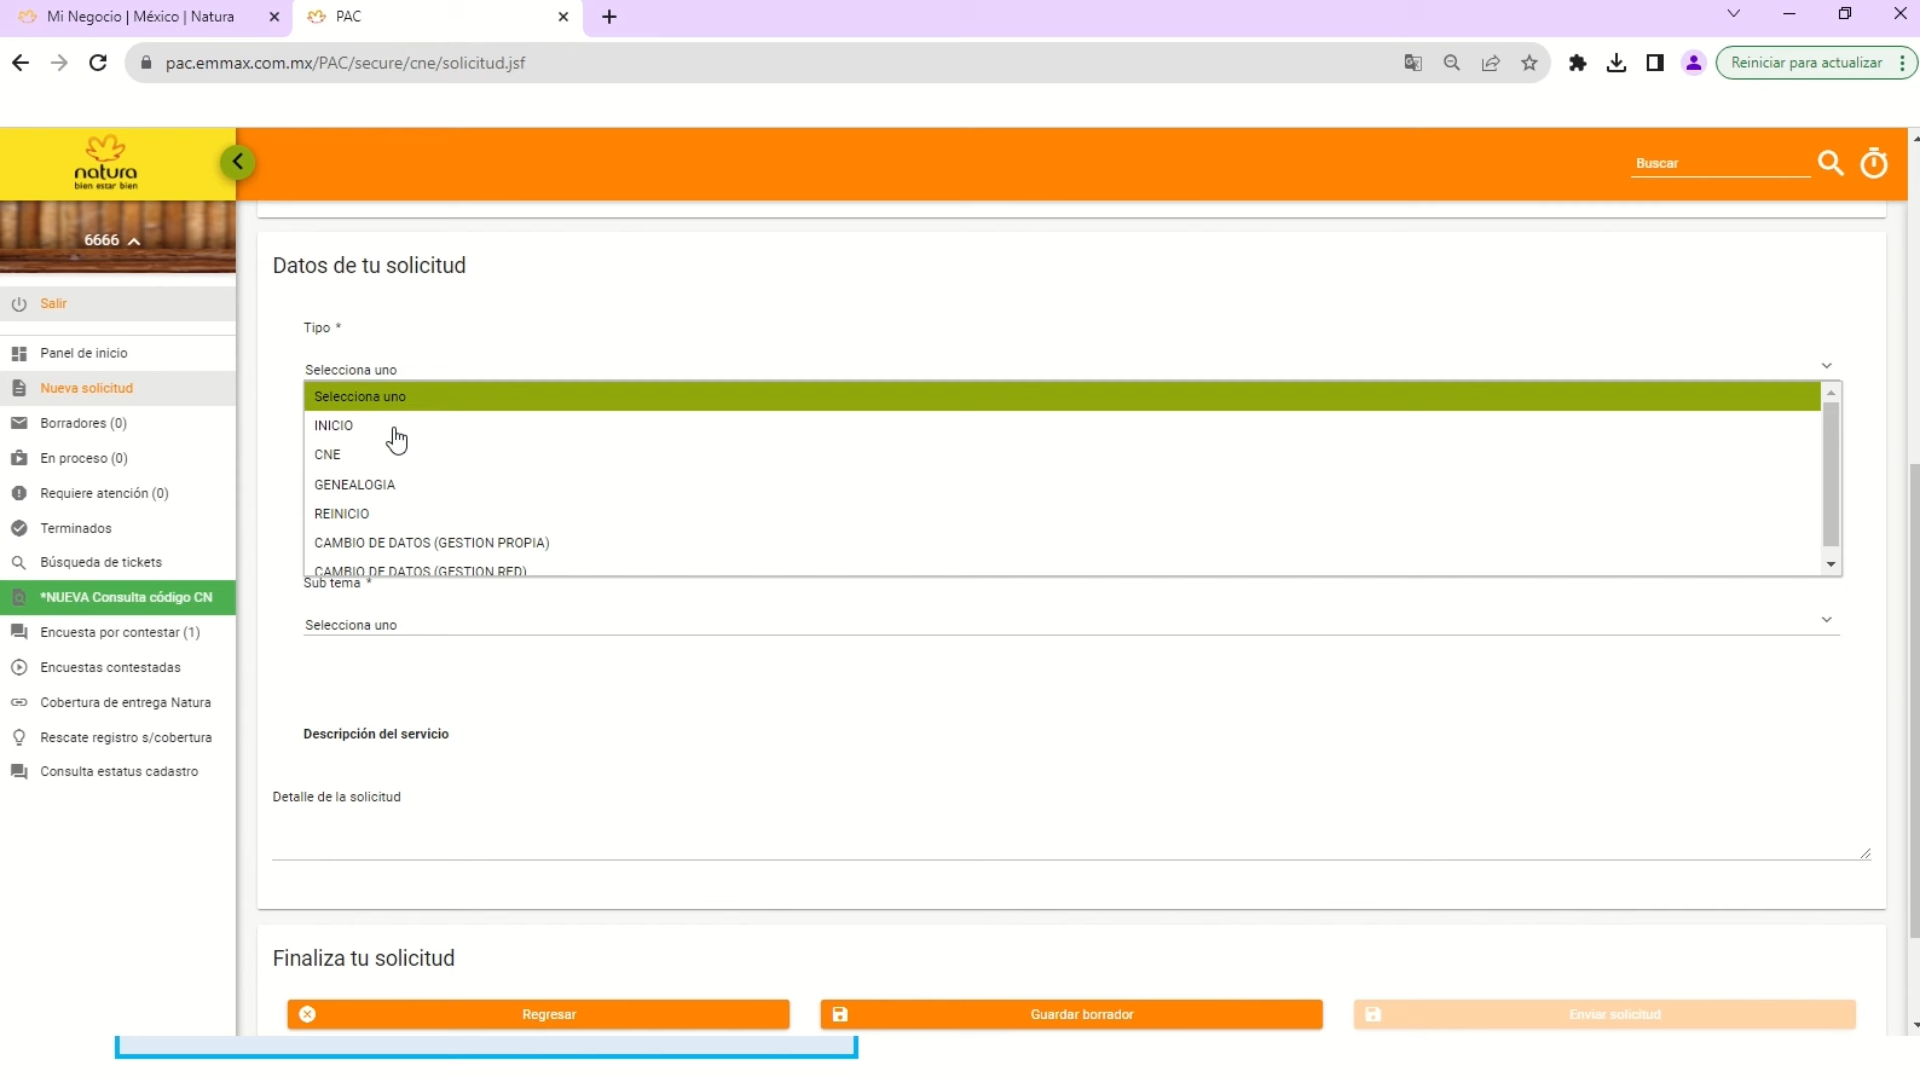 Mi Negocio | México | Natura
PAC
pac.emmax.com.mx/PAC/secure/cne/solicitud.jsf
Reiniciar para actualizar
natura
bien estar bien
Buscar
6666
Salir
Panel de inicio
Nueva solicitud
Borradores (0)
En proceso (0)
Requiere atención (0)
Terminados
Búsqueda de tickets
*NUEVA Consulta código CN
Encuesta por contestar (1)
Encuestas contestadas
Cobertura de entrega Natura
Rescate registro s/cobertura
Consulta estatus cadastro
Datos de tu solicitud
Tipo *
Selecciona uno
Selecciona uno
INICIO
CNE
GENEALOGIA
REINICIO
CAMBIO DE DATOS (GESTION PROPIA)
CAMBIO DE DATOS (GESTION RED)
Sub tema *
Selecciona uno
Descripción del servicio
Detalle de la solicitud
Finaliza tu solicitud
Regresar
Guardar borrador
Enviar solicitud